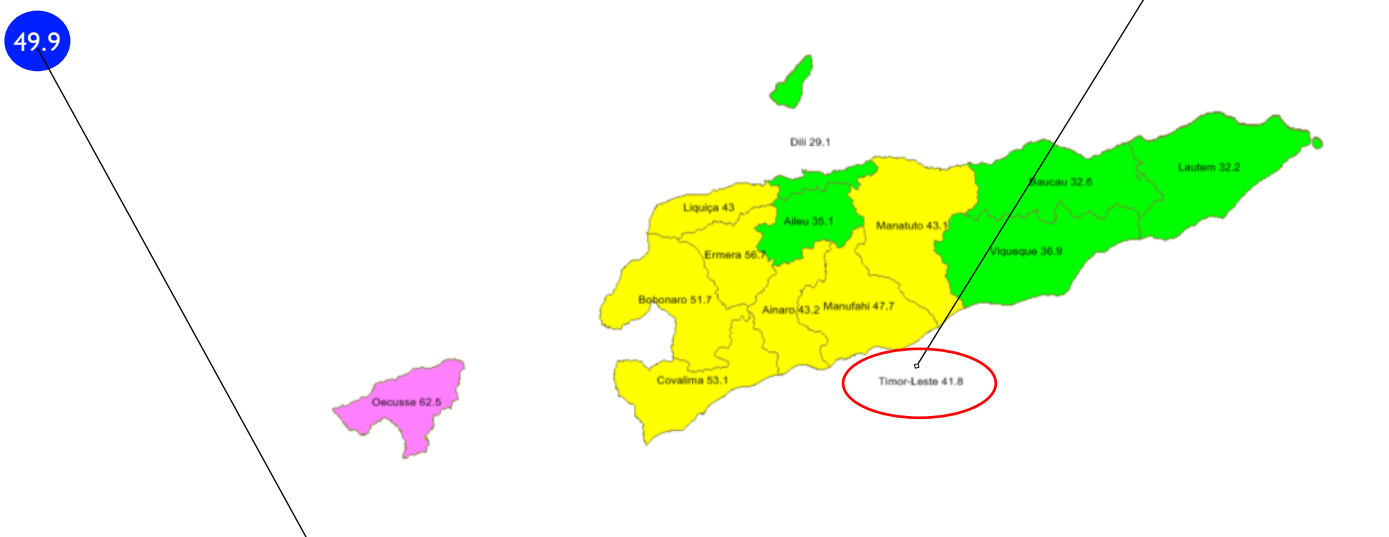 49.9
Dili 29.1
Lautem 32.2
Baucau 32.6
Liquiça 43
Aileu 35.1
Manatuto 43.1
Ermera 56.7
Viqueque 36.9
Bobonaro 51.7
Ainaro 43.2
Manufahi 47.7
Covalima 53.1
Timor-Leste 41.8
Oecusse 62.5